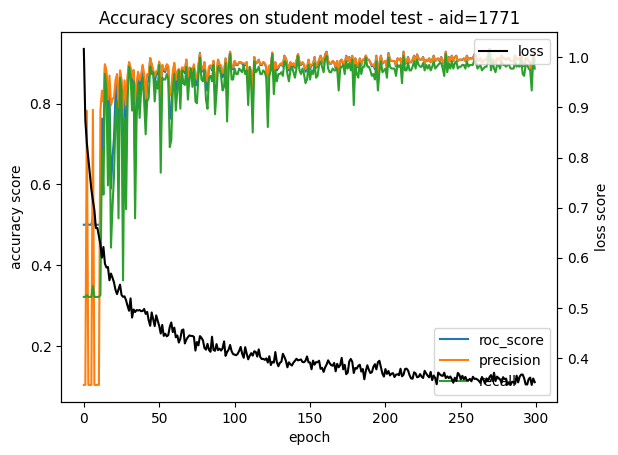 Accuracy scores on student model test - aid=1771
loss
accuracy score
0.8
0.6
0.4
0.2
1.0
0.9
0.8
0.7
0.6
0.5
0.4
loss score
roc_score
precision
recall
0
50
100
150
200
250
300
epoch